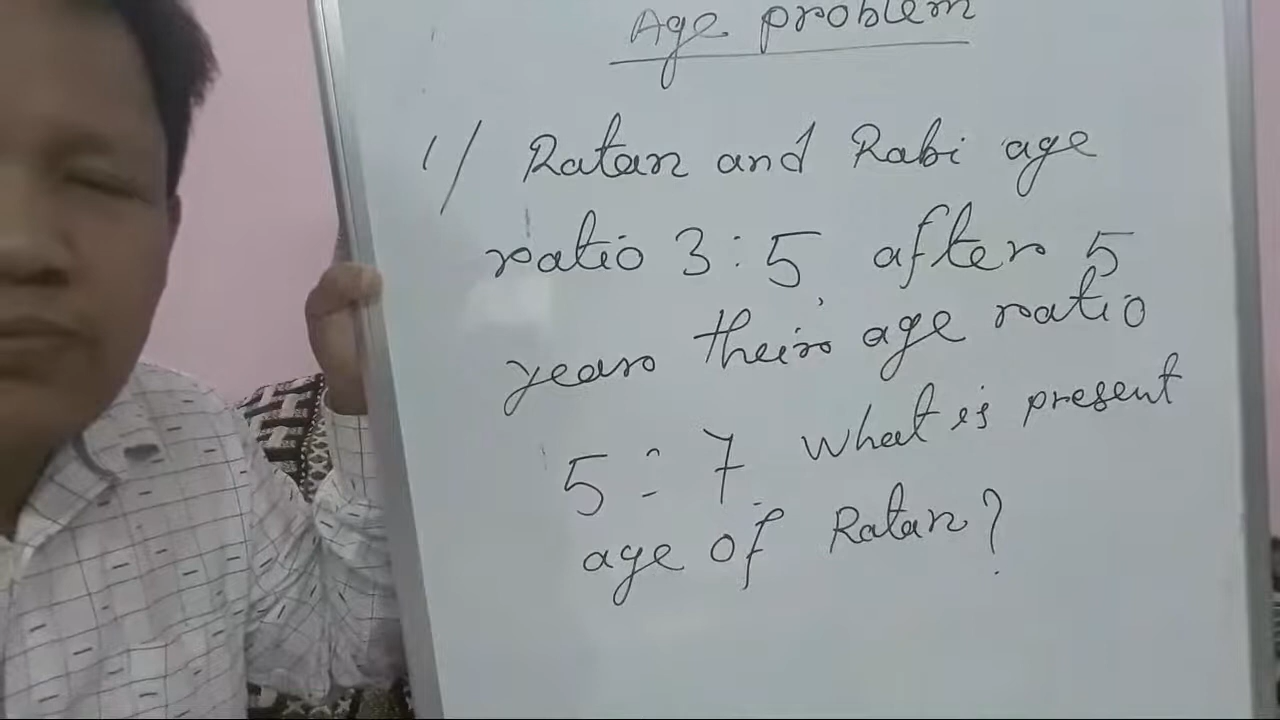 Age problem
1/ Ratan and Rabi age
ratio 3:5, after 5
years their age ratio
5:7. What is present
age of Ratan?